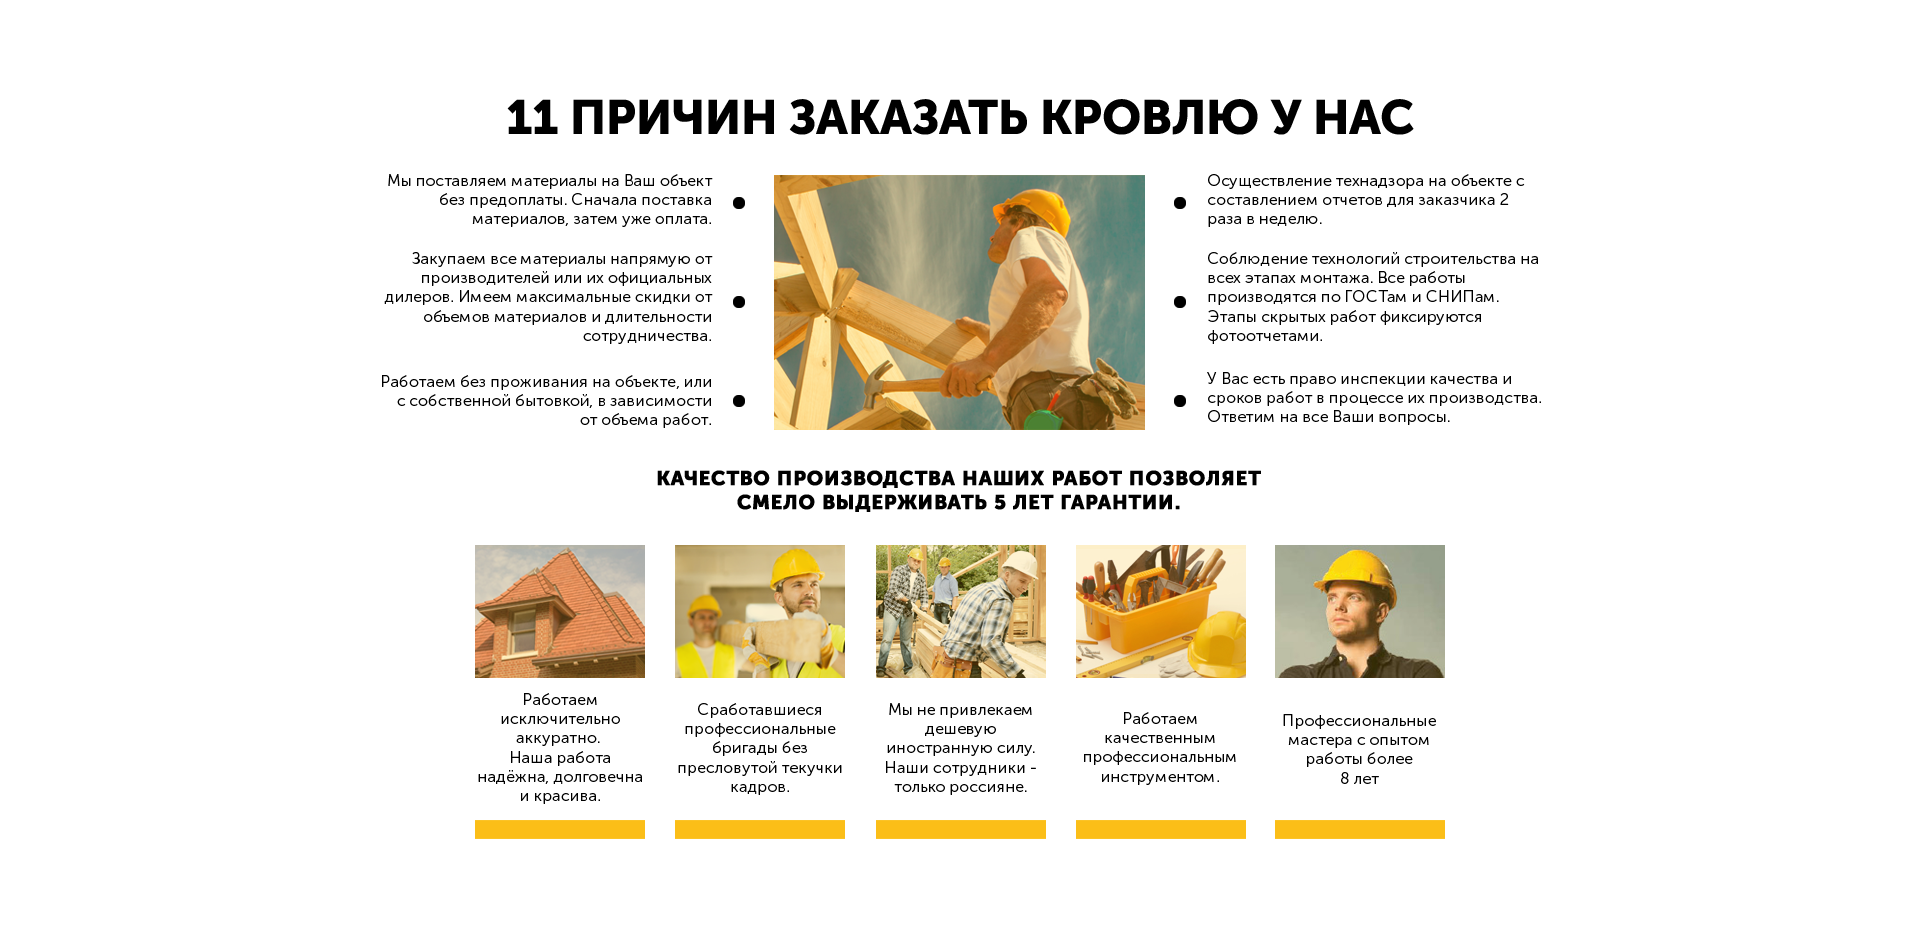 11 ПРИЧИН ЗАКАЗАТЬ КРОВЛЮ У НАС
Мы поставляем материалы на Ваш объект
без предоплаты. Сначала поставка
материалов, затем уже оплата.
Закупаем все материалы напрямую от
производителей или их официальных
дилеров. Имеем максимальные скидки от
объемов материалов и длительности
сотрудничества.
Работаем без проживания на объекте, или
с собственной бытовкой, в зависимости
от объема работ.
Осуществление технадзора на объекте с
составлением отчетов для заказчика 2
раза в неделю.
Соблюдение технологий строительства на
всех этапах монтажа. Все работы
производятся по ГОСТам и СНИПам.
Этапы скрытых работ фиксируются
фотоотчетами.
У Вас есть право инспекции качества и
сроков работ в процессе их производства.
Ответим на все Ваши вопросы.
КАЧЕСТВО ПРОИЗВОДСТВА НАШИХ РАБОТ ПОЗВОЛЯЕТ
СМЕЛО ВЫДЕРЖИВАТЬ 5 ЛЕТ ГАРАНТИИ.
Работаем
исключительно
аккуратно.
Наша работа
надёжна, долговечна
и красива.
Сработавшиеся
профессиональные
бригады без
пресловутой текучки
кадров.
Мы не привлекаем
дешевую
иностранную силу.
Наши сотрудники -
только россияне.
Работаем
качественным
профессиональным
инструментом.
Профессиональные
мастера с опытом
работы более
8 лет